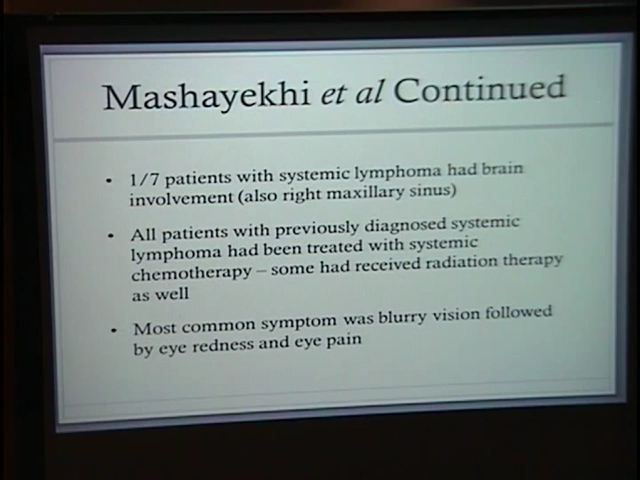 Mashayekhi et al Continued
• 1/7 patients with systemic lymphoma had brain
involvement (also right maxillary sinus)
• All patients with previously diagnosed systemic
lymphoma had been treated with systemic
chemotherapy – some had received radiation therapy
as well
• Most common symptom was blurry vision followed
by eye redness and eye pain